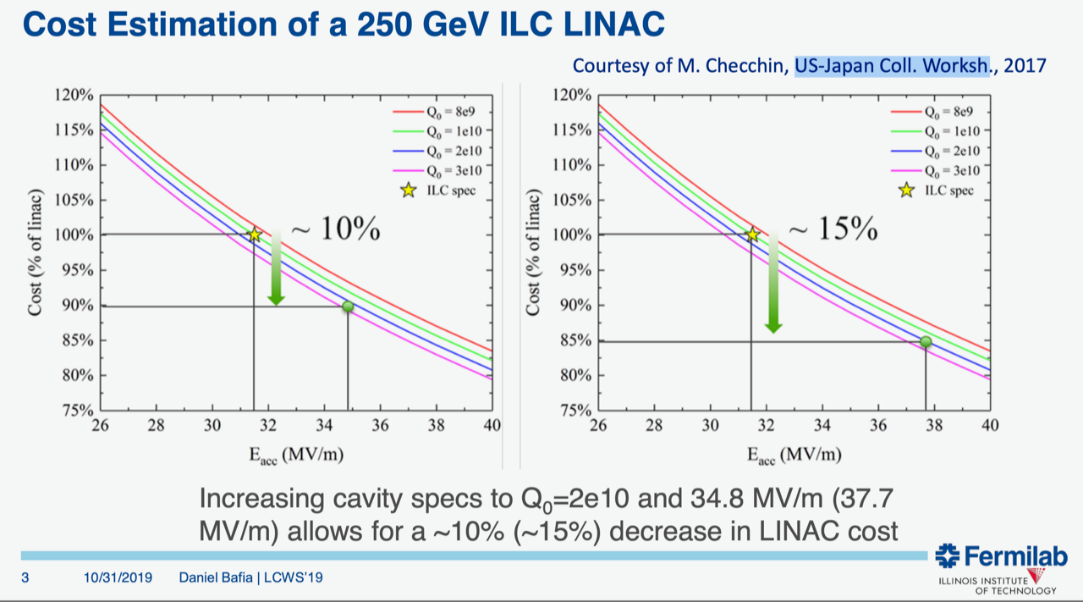 Cost Estimation of a 250 GeV ILC LINAC
Courtesy of M. Checchin, US-Japan Coll. Worksh., 2017
120%
115%
110%
105%
100%
95%
90%
85%
80%
75%
Cost (% of linac)
26 28 30 32 34 36 38 40
Eacc (MV/m)
Q0 = 8e9
Q0 = 1e10
Q0 = 2e10
Q0 = 3e10
ILC spec
~ 10%
120%
115%
110%
105%
100%
95%
90%
85%
80%
75%
Cost (% of linac)
26 28 30 32 34 36 38 40
Eacc (MV/m)
Q0 = 8e9
Q0 = 1e10
Q0 = 2e10
Q0 = 3e10
ILC spec
~ 15%
Increasing cavity specs to Q0=2e10 and 34.8 MV/m (37.7
MV/m) allows for a ~10% (~15%) decrease in LINAC cost
3 10/31/2019 Daniel Bafia | LCWS'19
Fermilab
ILLINOIS INSTITUTE
OF TECHNOLOGY